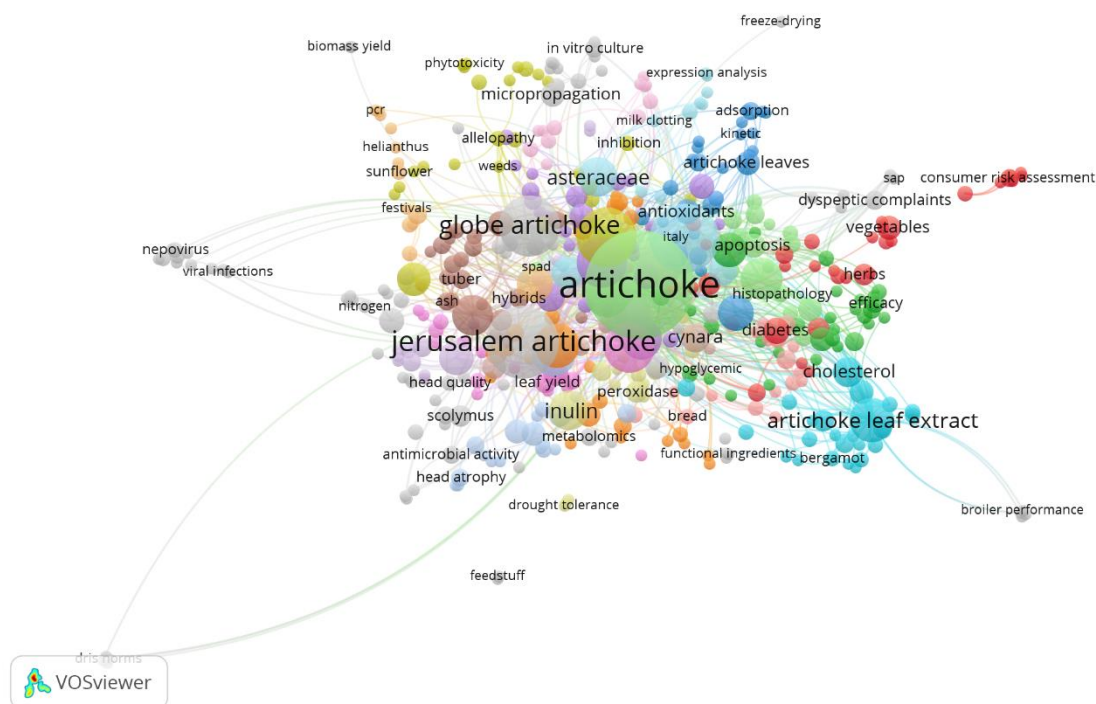 freeze-drying
biomass yield
in vitro culture
phytotoxicity
expression analysis
micropropagation
pcr
adsorption
milk clotting
kinetic
allelopathy
inhibition
helianthus
artichoke leaves
weeds
sunflower
asteraceae
sap
consumer risk assessment
dyspeptic complaints
festivals
antioxidants
globe artichoke
vegetables
italy
apoptosis
nepovirus
spad
viral infections
tuber
herbs
artichoke
hybrids
histopathology
ash
nitrogen
efficacy
diabetes
jerusalem artichoke
cynara
hypoglycemic
cholesterol
head quality
leaf yield
peroxidase
scolymus
inulin
bread
artichoke leaf extract
metabolomics
antimicrobial activity
functional ingredients
bergamot
head atrophy
drought tolerance
broiler performance
feedstuff
dris norms
VOSviewer